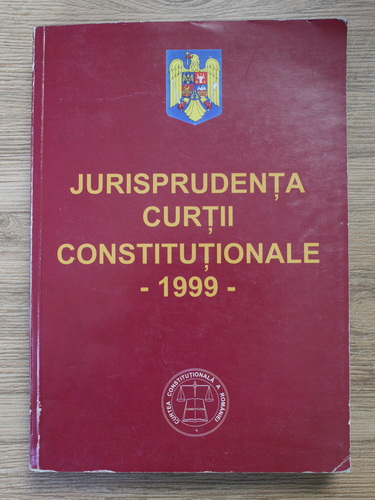 JURISPRUDENȚA
CURȚII
CONSTITUȚIONALE
- 1999 -
CURTEA CONSTITUȚIONALĂ A ROMÂNIEI